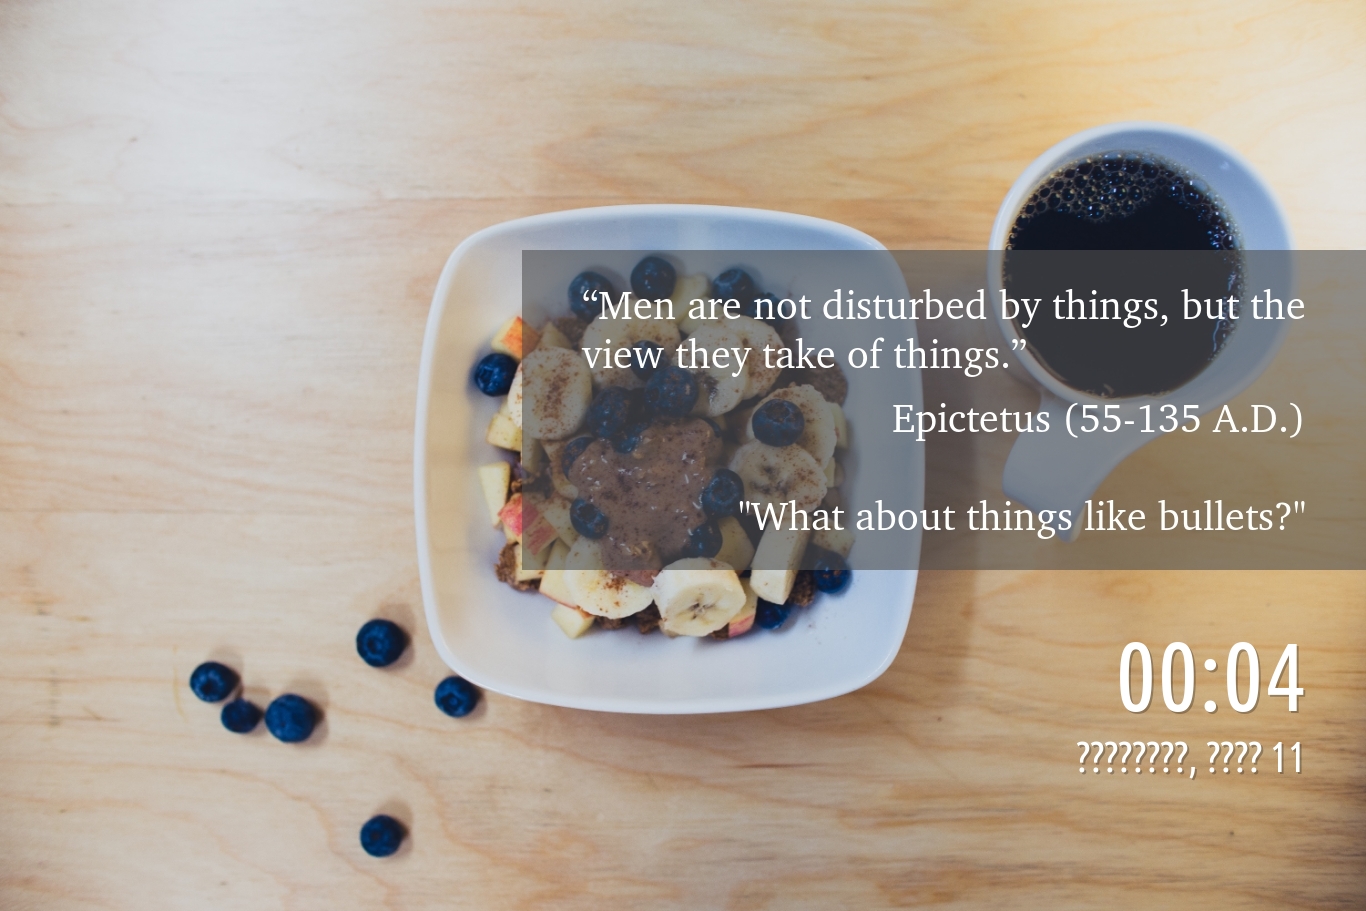 “Men are not disturbed by things, but the
view they take of things.”
Epictetus (55-135 A.D.)
"What about things like bullets?"
00:04
????????, ???? 11